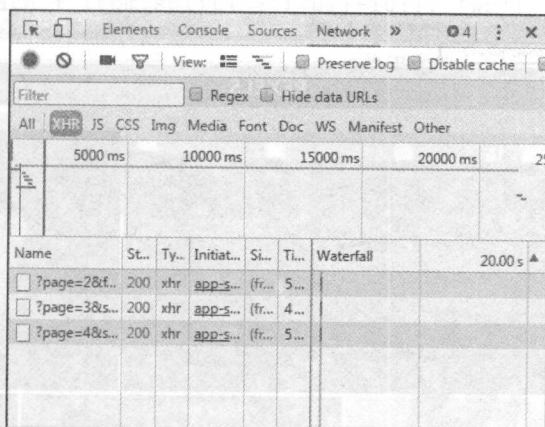 Elements Console Sources Network » 4
View: Preserve log Disable cache
Filter Regex Hide data URLs
All XHR JS CSS Img Media Font Doc WS Manifest Other
5000 ms 10000 ms 15000 ms 20000 ms 25
Name St... Ty... Initiat... Si... Ti... Waterfall 20.00 s
?page=2&f... 200 xhr app-s... (fr... 5...
?page=3&s... 200 xhr app-s... (fr... 4...
?page=4&s... 200 xhr app-s... (fr... 5...